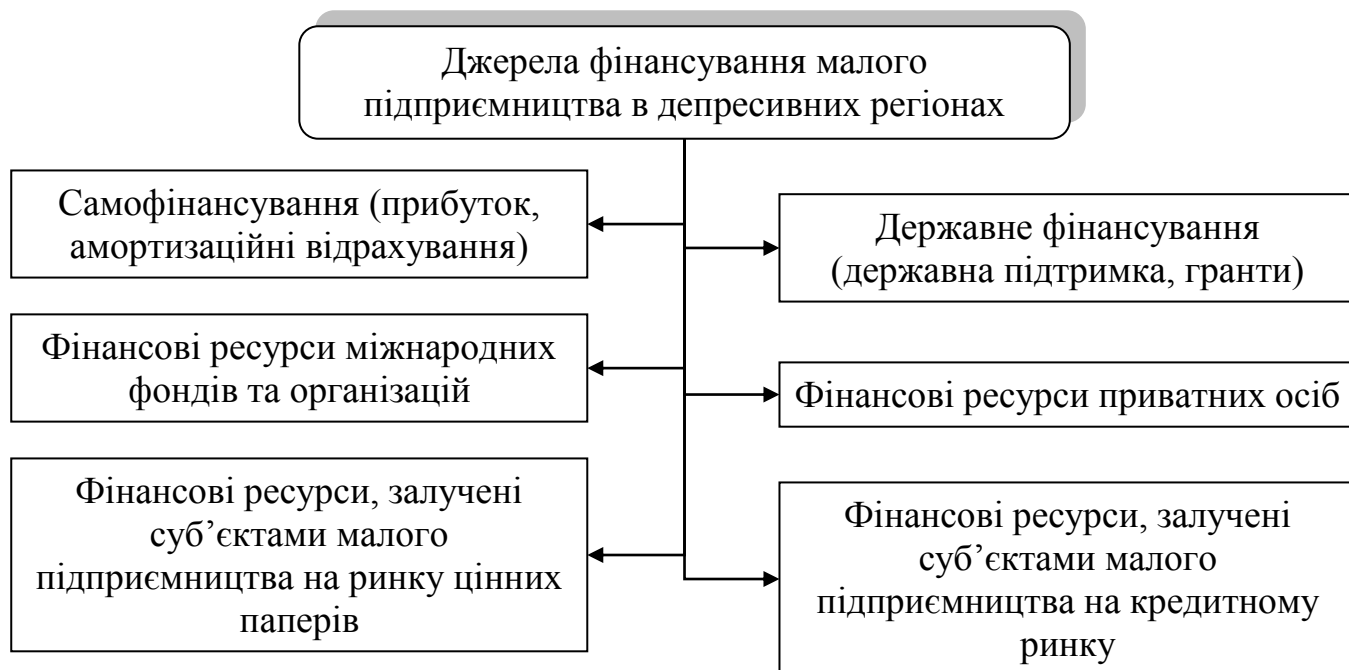 Джерела фінансування малого
підприємництва в депресивних регіонах
Самофінансування (прибуток,
амортизаційні відрахування)
Державне фінансування
(державна підтримка, гранти)
Фінансові ресурси міжнародних
фондів та організацій
Фінансові ресурси приватних осіб
Фінансові ресурси, залучені
суб’єктами малого
підприємництва на ринку цінних
паперів
Фінансові ресурси, залучені
суб’єктами малого
підприємництва на кредитному
ринку